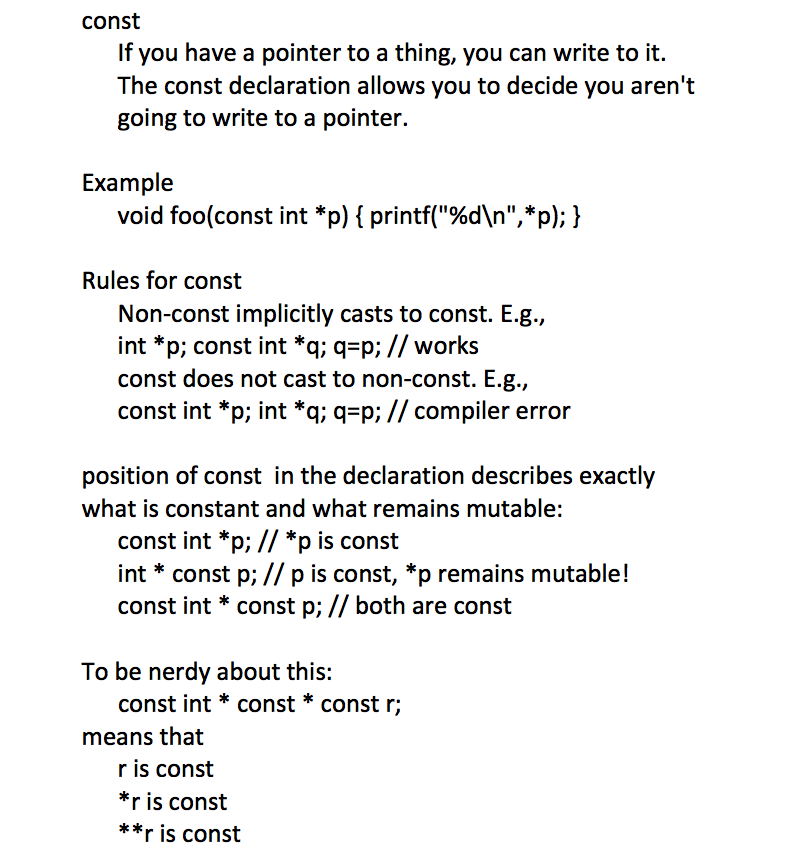 const
If you have a pointer to a thing, you can write to it.
The const declaration allows you to decide you aren't
going to write to a pointer.
Example
void foo(const int *p) { printf("%d\n",*p); }
Rules for const
Non-const implicitly casts to const. E.g.,
int *p; const int *q; q=p; // works
const does not cast to non-const. E.g.,
const int *p; int *q; q=p; // compiler error
position of const  in the declaration describes exactly
what is constant and what remains mutable:
const int *p; // *p is const
int * const p; // p is const, *p remains mutable!
const int * const p; // both are const
To be nerdy about this:
const int * const * const r;
means that
r is const
*r is const
**r is const